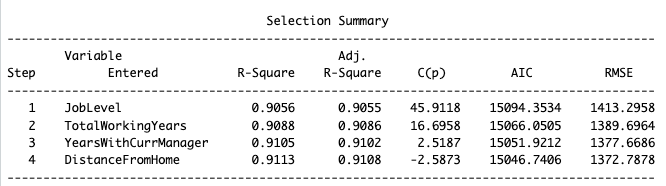 Selection Summary
Variable Adj.
Step Entered R-Square R-Square C(p) AIC RMSE
1 JobLevel 0.9056 0.9055 45.9118 15094.3534 1413.2958
2 TotalWorkingYears 0.9088 0.9086 16.6958 15066.0505 1389.6964
3 YearsWithCurrManager 0.9105 0.9102 2.5187 15051.9212 1377.6686
4 DistanceFromHome 0.9113 0.9108 -2.5873 15046.7406 1372.7878